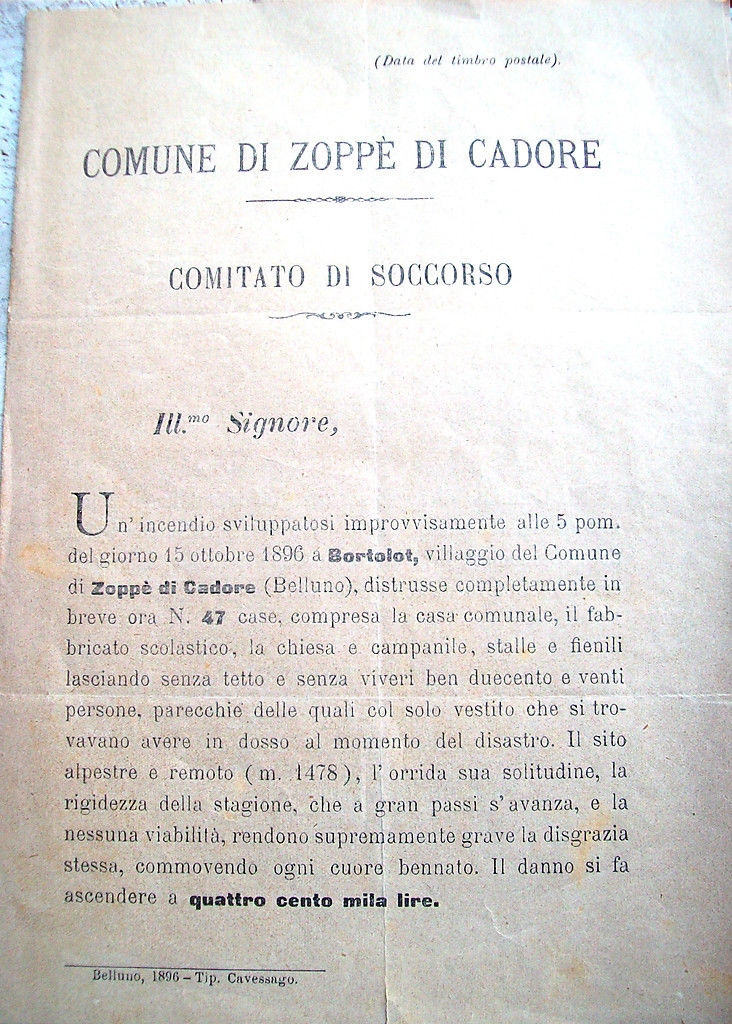 (Data del timbro postale).
COMUNE DI ZOPPÈ DI CADORE
COMITATO DI SOCCORSO
Ill.mo Signore,
Un'incendio sviluppatosi improvvisamente alle 5 pom.
del giorno 15 ottobre 1896 a Bortolot, villaggio del Comune
di Zoppè di Cadore (Belluno), distrusse completamente in
breve ora N. 47 case, compresa la casa comunale, il fab-
bricato scolastico, la chiesa e campanile, stalle e fienili
lasciando senza tetto e senza viveri ben duecento e venti
persone, parecchie delle quali col solo vestito che si tro-
vavano avere in dosso al momento del disastro. Il sito
alpestre e remoto (m. 1478), l'orrida sua solitudine, la
rigidezza della stagione, che a gran passi s'avanza, e la
nessuna viabilità, rendono supremamente grave la disgrazia
stessa, commovendo ogni cuore bennato. Il danno si fa
ascendere a quattro cento mila lire.
Belluno, 1896 – Tip. Cavessago.